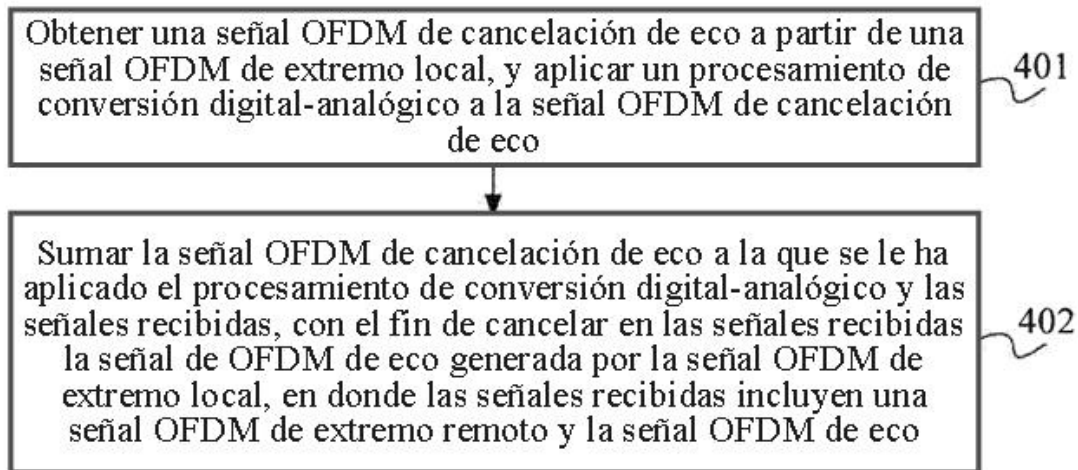 Obtener una señal OFDM de cancelación de eco a partir de una
señal OFDM de extremo local, y aplicar un procesamiento de
conversión digital-analógico a la señal OFDM de cancelación
de eco
401
Sumar la señal OFDM de cancelación de eco a la que se le ha
aplicado el procesamiento de conversión digital-analógico y las
señales recibidas, con el fin de cancelar en las señales recibidas
la señal de OFDM de eco generada por la señal OFDM de
extremo local, en donde las señales recibidas incluyen una
señal OFDM de extremo remoto y la señal OFDM de eco
402